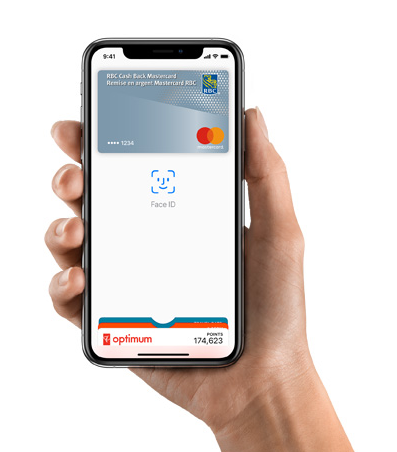 9:41
RBC Cash Back Mastercard
Remise en argent Mastercard RBC
RBC
•••• 1234
mastercard
Face ID
optimum
POINTS
174,623